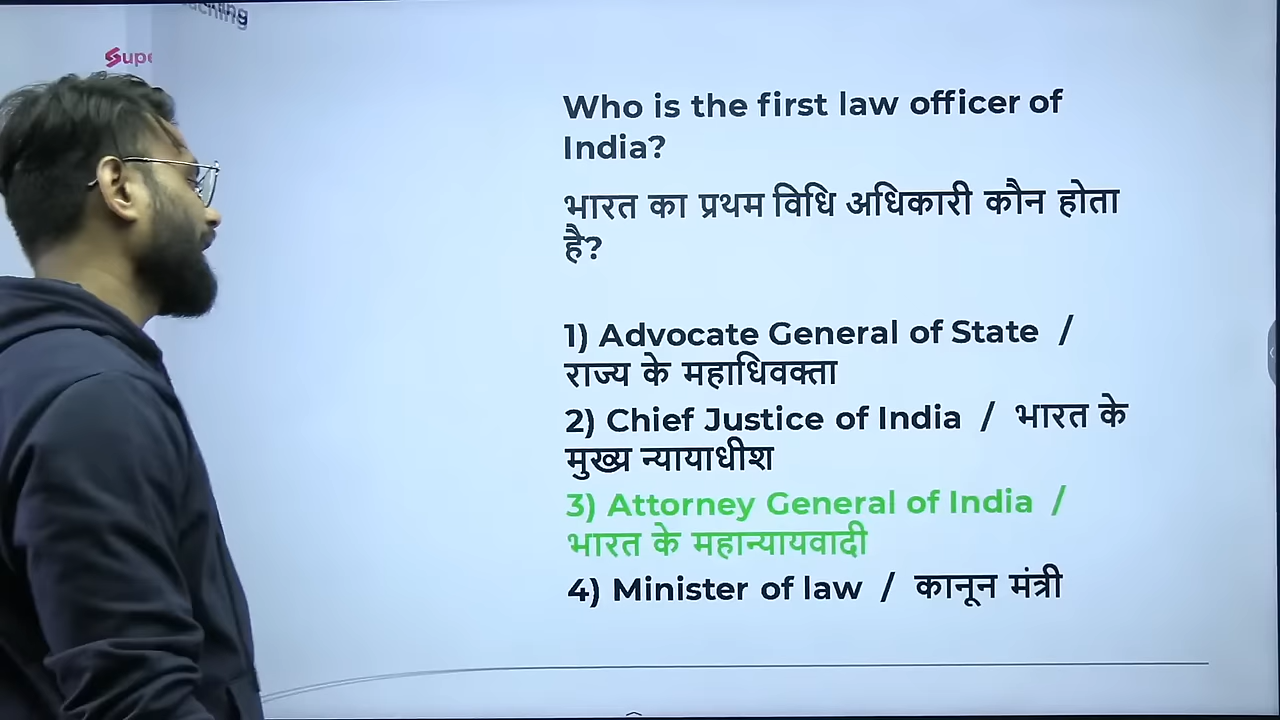 Who is the first law officer of
India?
भारत का प्रथम विधि अधिकारी कौन होता
है?
1) Advocate General of State /
राज्य के महाधिवक्ता
2) Chief Justice of India / भारत के
मुख्य न्यायाधीश
3) Attorney General of India /
भारत के महान्यायवादी
4) Minister of law / कानून मंत्री